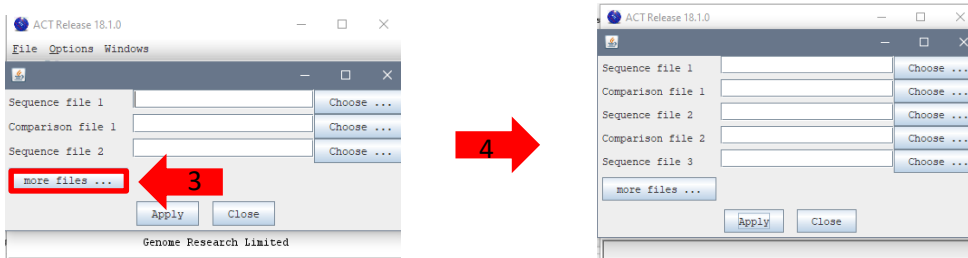 ACT Release 18.1.0
File Options Windows
Sequence file 1 Choose ...
Comparison file 1 Choose ...
Sequence file 2 Choose ...
more files ... 3
Apply Close
Genome Research Limited
4
ACT Release 18.1.0
Sequence file 1 Choose ...
Comparison file 1 Choose ...
Sequence file 2 Choose ...
Comparison file 2 Choose ...
Sequence file 3 Choose ...
more files ...
Apply Close